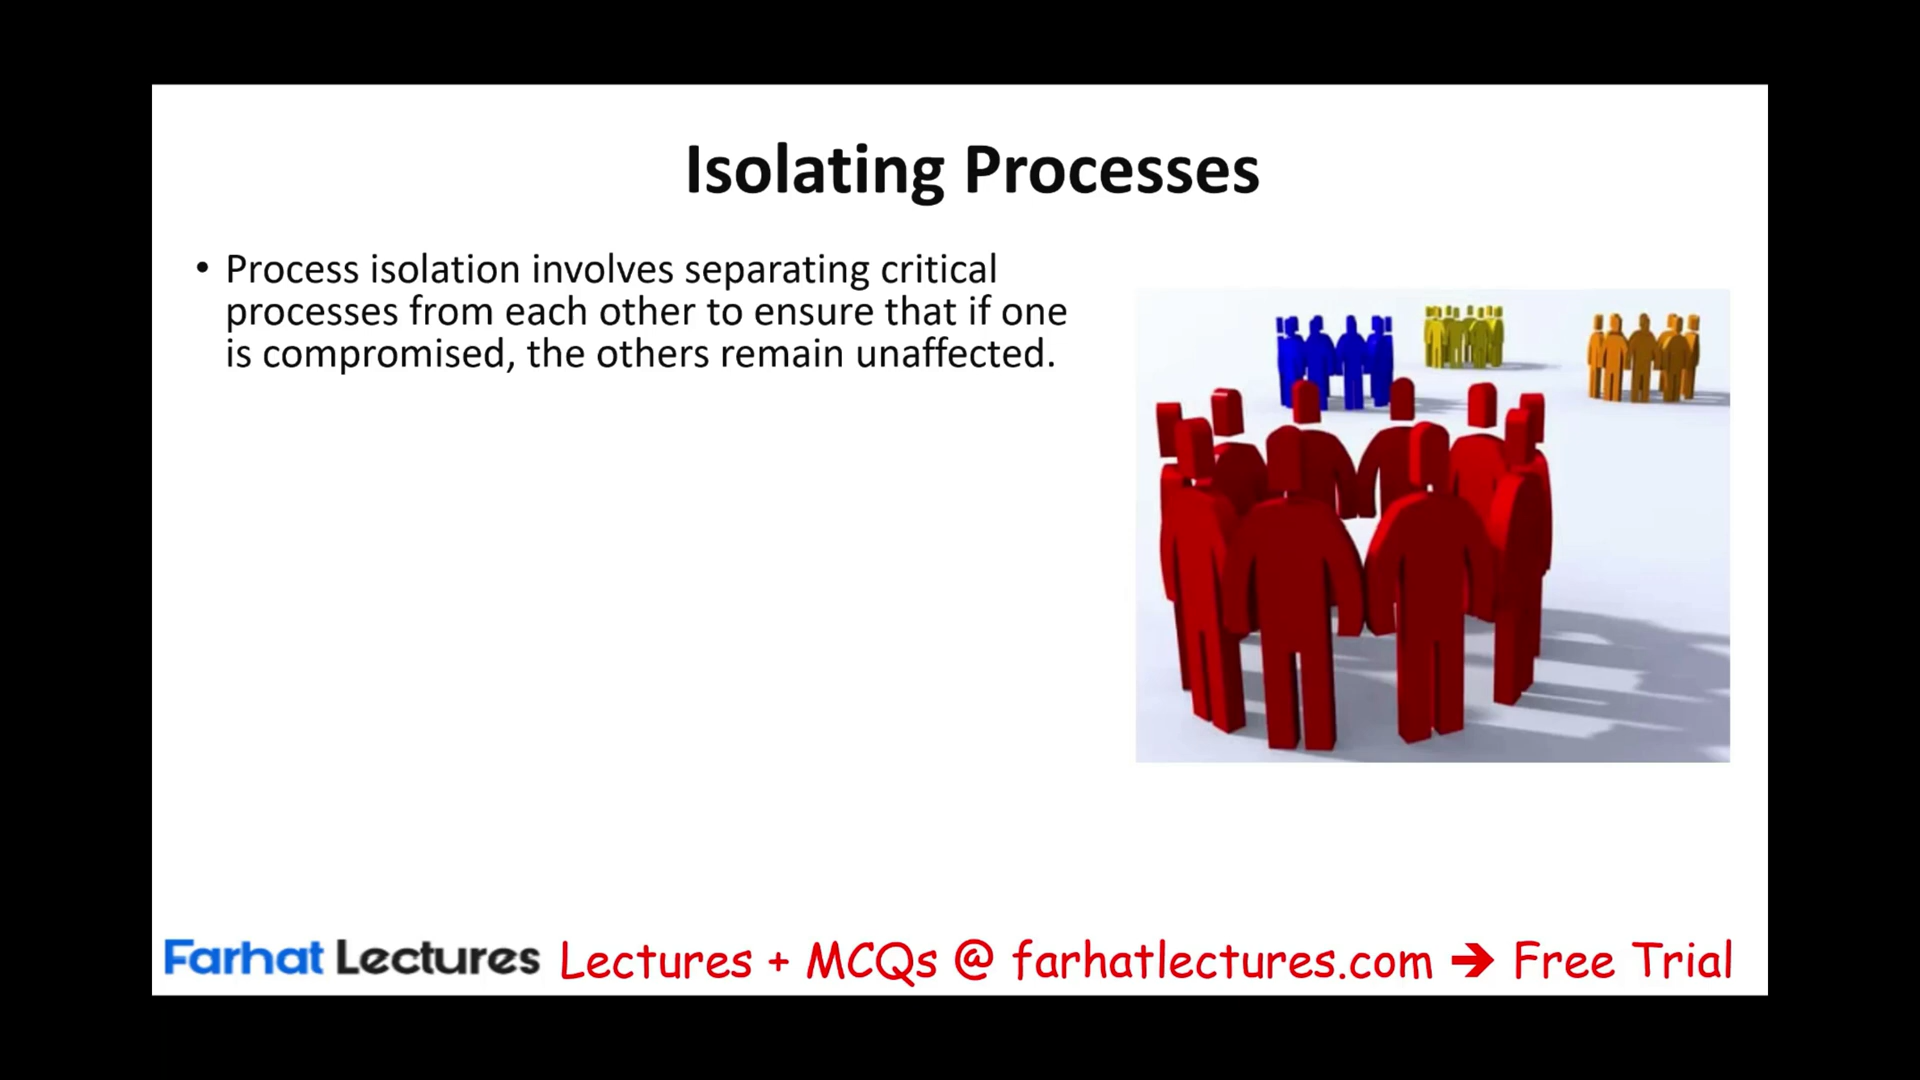 Isolating Processes
• Process isolation involves separating critical
processes from each other to ensure that if one
is compromised, the others remain unaffected.
Farhat Lectures Lectures + MCQs @ farhatlectures.com ➔ Free Trial